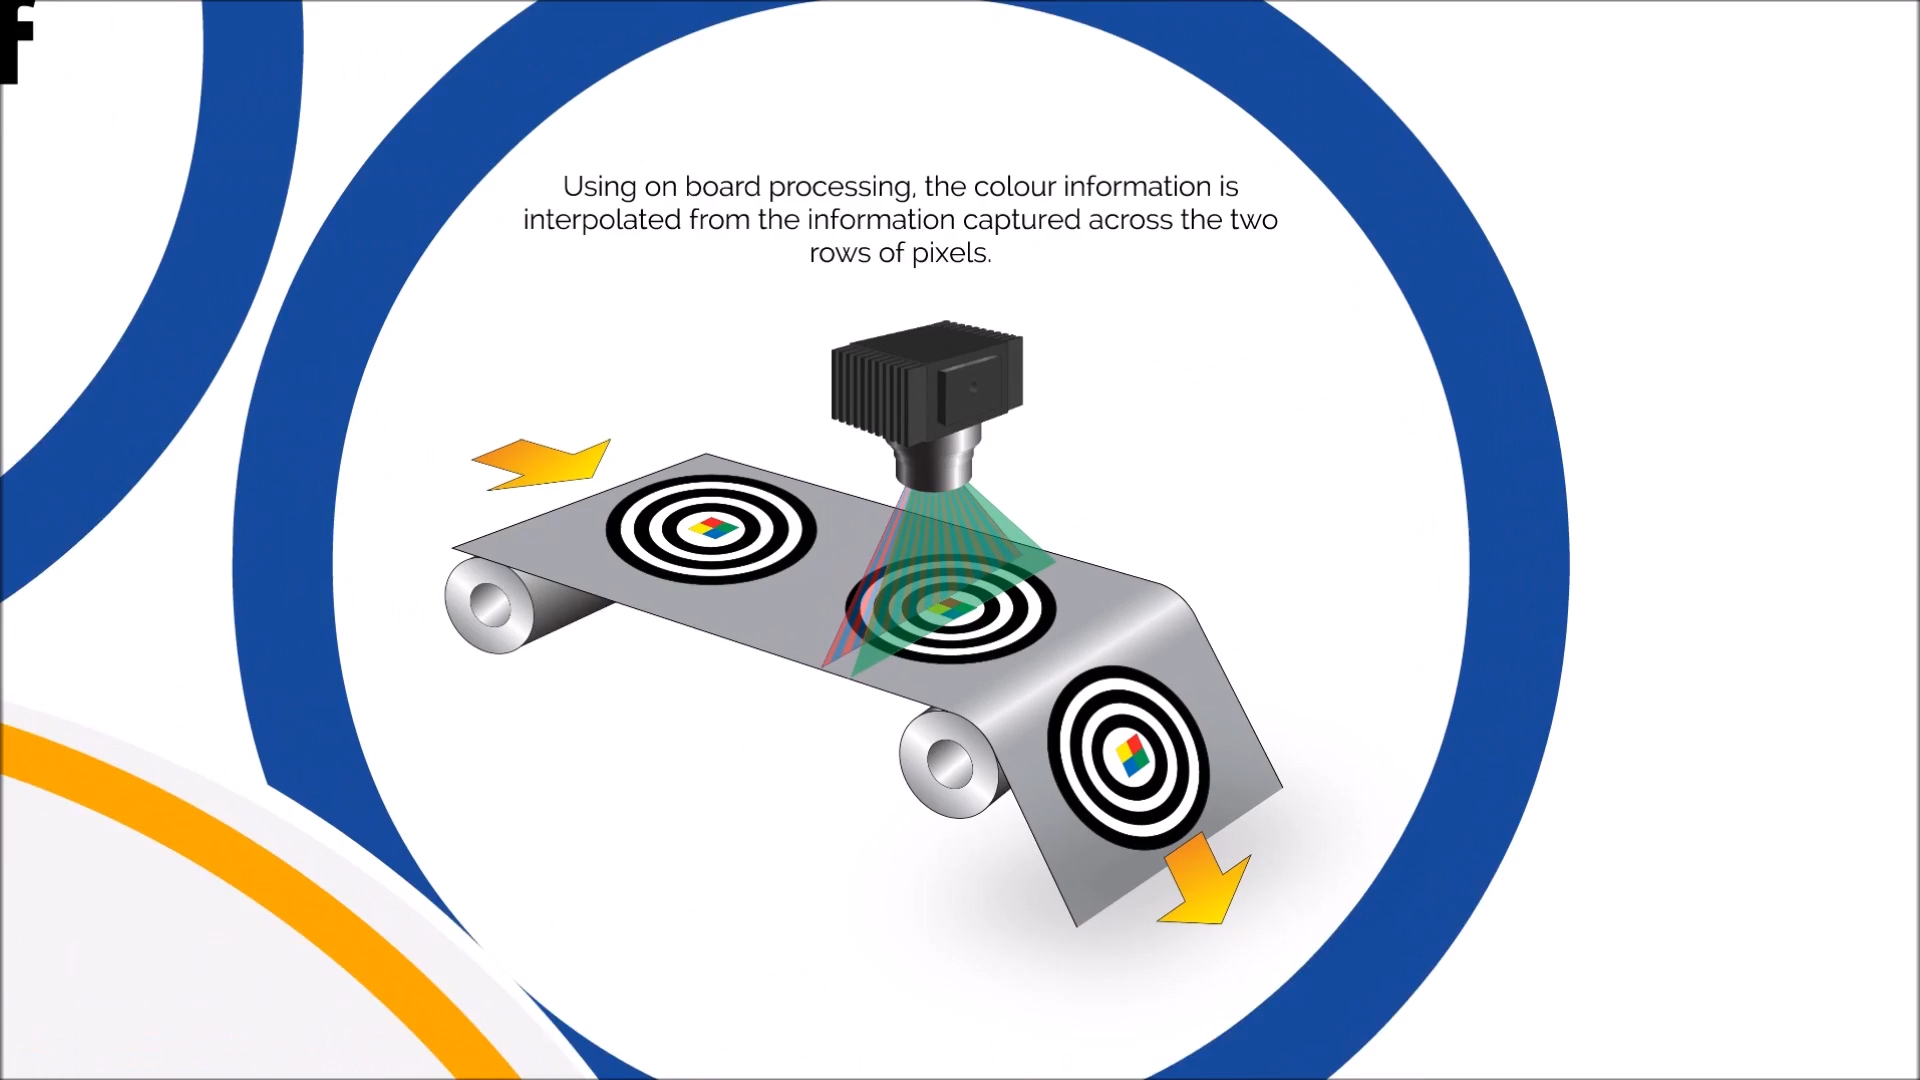 f
Using on board processing, the colour information is
interpolated from the information captured across the two
rows of pixels.